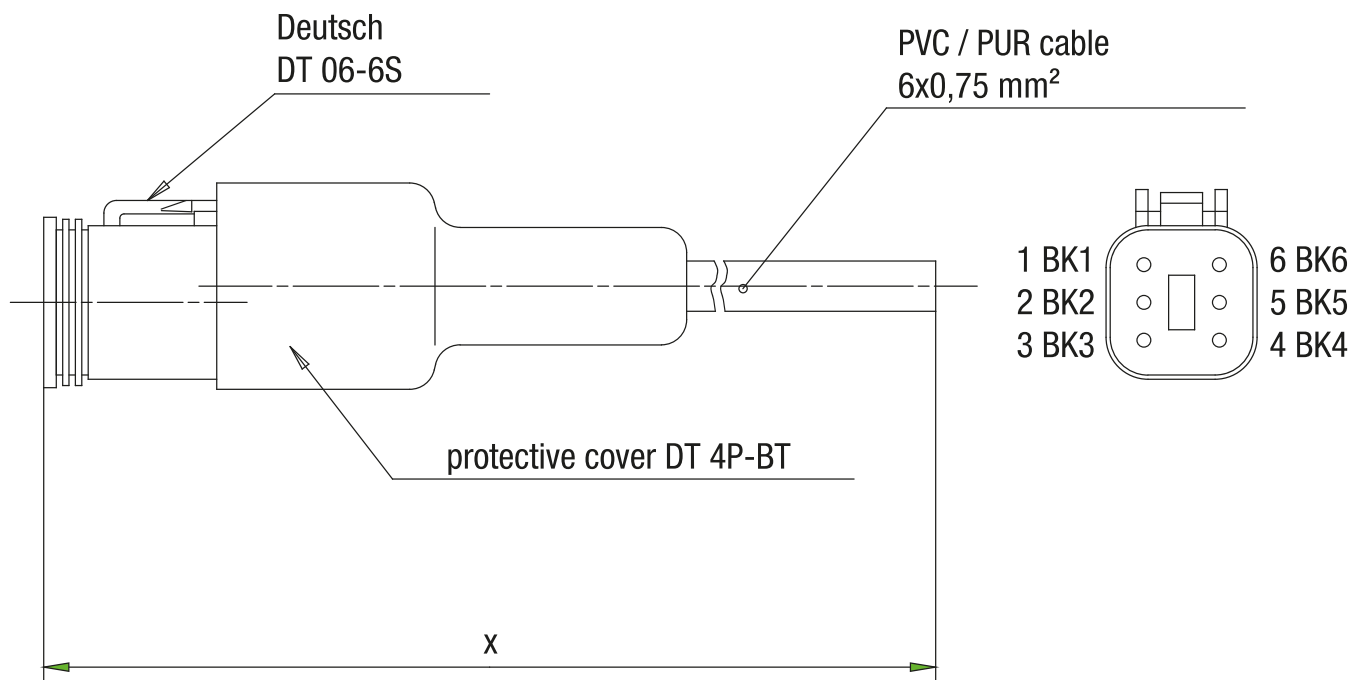 Deutsch
DT 06-6S
PVC / PUR cable
6x0,75 mm²
1 BK1
6 BK6
2 BK2
5 BK5
3 BK3
4 BK4
protective cover DT 4P-BT
x